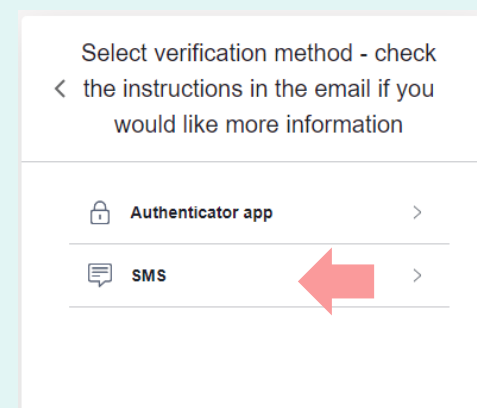 Select verification method - check
the instructions in the email if you
would like more information
Authenticator app
SMS